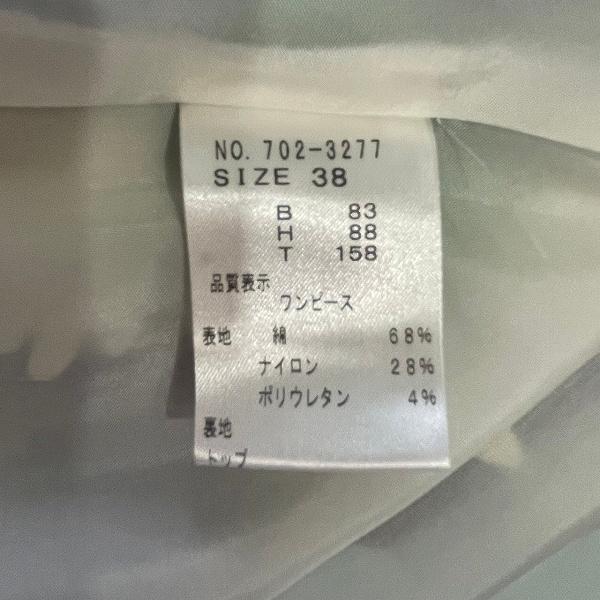 NO. 702-3277
SIZE 38
B 83
H 88
T 158
品質表示
ワンピース
表地 綿 68%
ナイロン 28%
ポリウレタン 4%
裏地
トップ